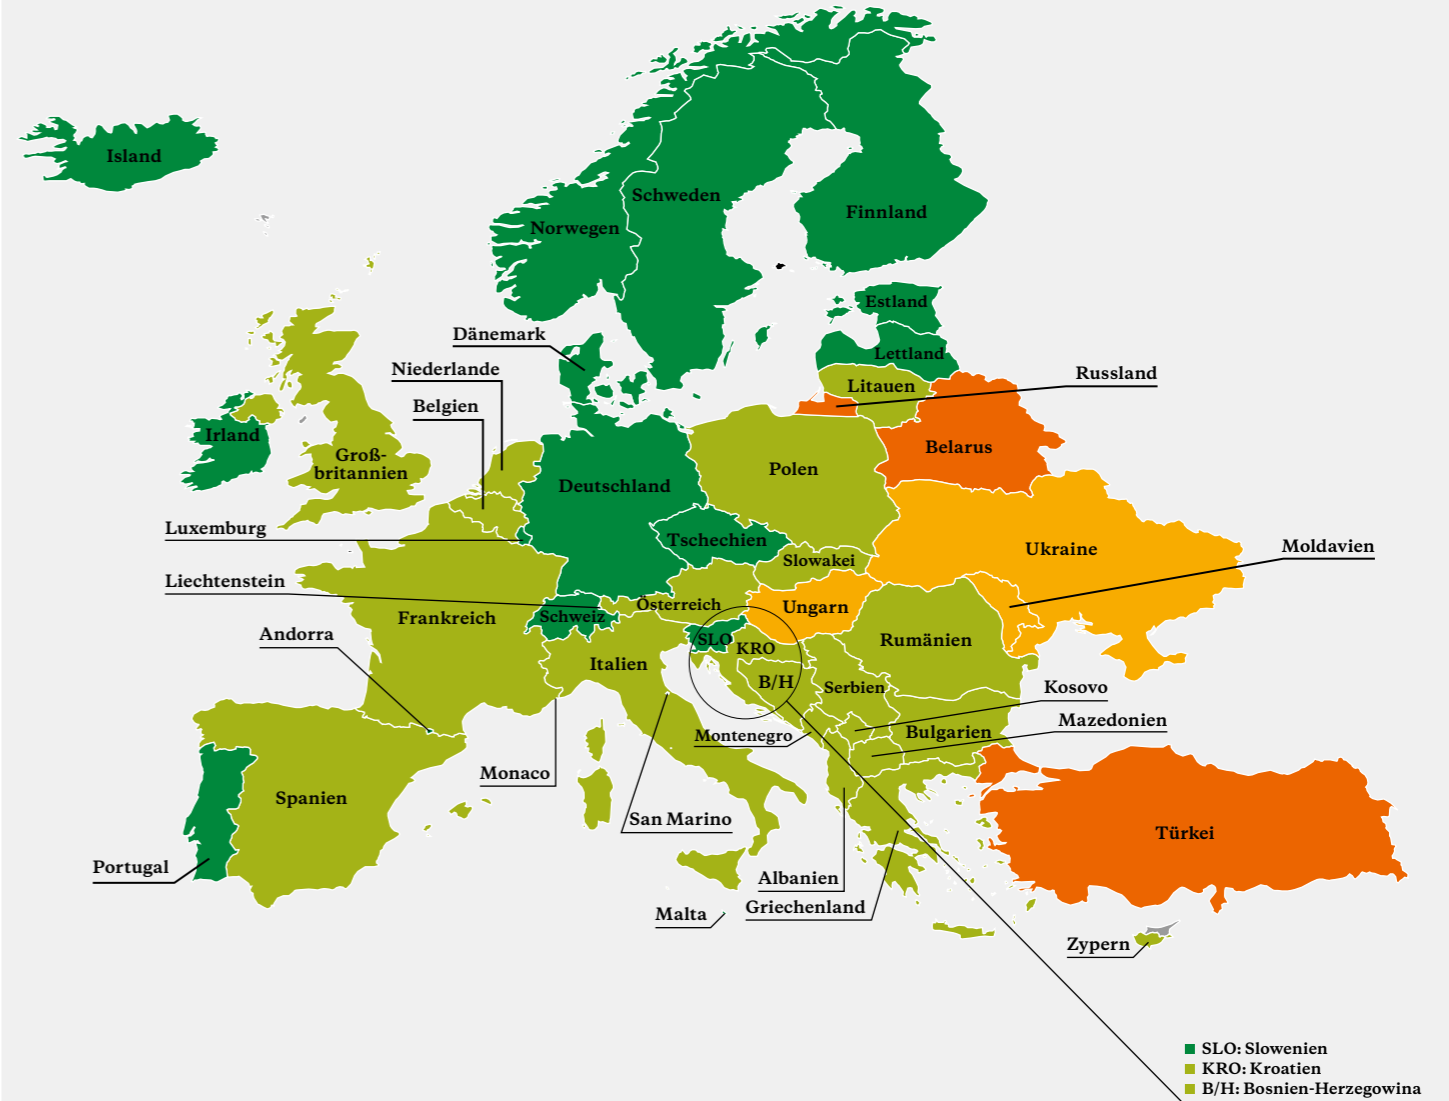 Island
Schweden
Finnland
Norwegen
Estland
Dänemark
Lettland
Niederlande
Russland
Litauen
Belgien
Irland
Belarus
Groß-
britannien
Polen
Deutschland
Luxemburg
Tschechien
Ukraine
Moldavien
Slowakei
Liechtenstein
Österreich
Ungarn
Frankreich
Schweiz
Andorra
SLO
KRO
Rumänien
Italien
B/H
Serbien
Kosovo
Mazedonien
Montenegro
Bulgarien
Monaco
Spanien
San Marino
Türkei
Portugal
Albanien
Malta
Griechenland
Zypern
SLO: Slowenien
KRO: Kroatien
B/H: Bosnien-Herzegowina